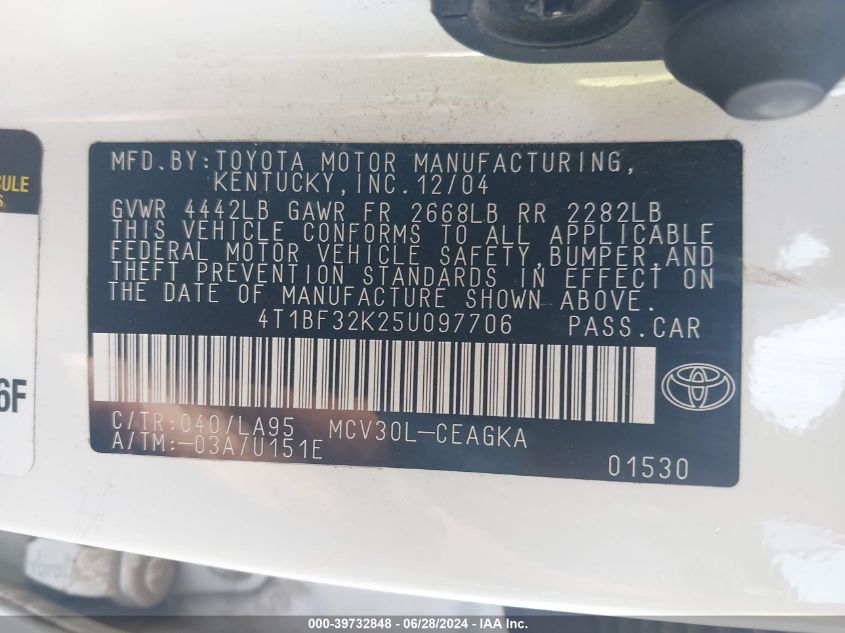 CULE
S.
6F
MFD.BY:TOYOTA MOTOR MANUFACTURING,
KENTUCKY,INC.12/04
GVWR 4442LB GAWR FR 2668LB RR 2282LB
THIS VEHICLE CONFORMS TO ALL APPLICABLE
FEDERAL MOTOR VEHICLE SAFETY,BUMPER,AND
THEFT PREVENTION STANDARDS IN EFFECT ON
THE DATE OF MANUFACTURE SHOWN ABOVE.
4T1BF32K25U097706 PASS.CAR
C/TR:040/LA95 MCV30L-CEAGKA
A/TM:-03A/U151E
01530
000-39732848 | 06/28/2024 | IAA Inc.